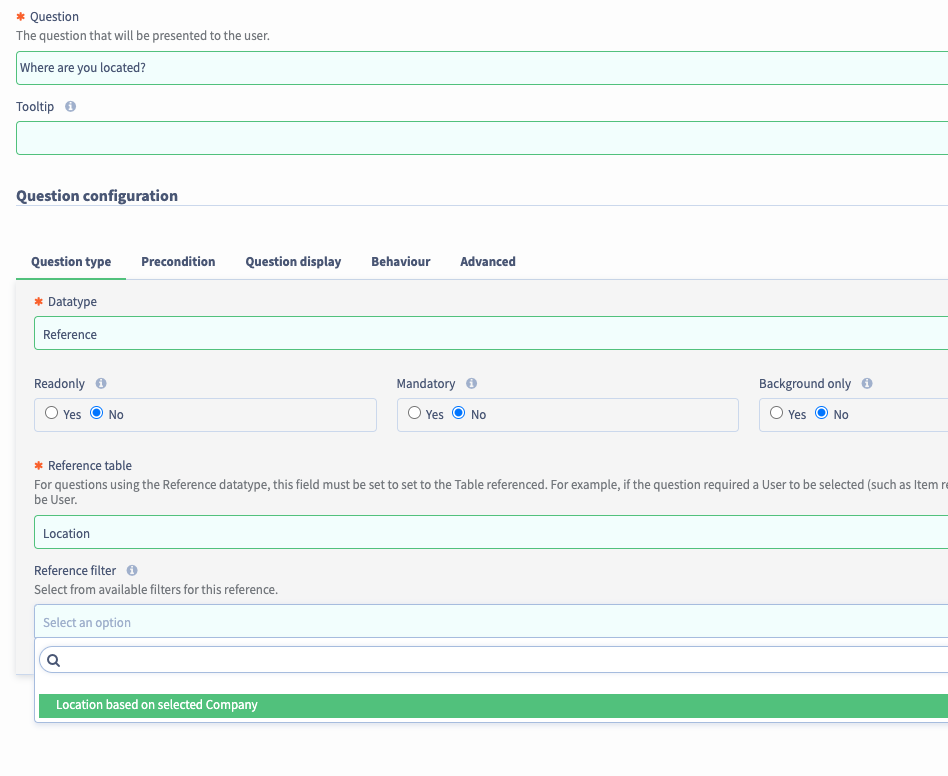 * Question
The question that will be presented to the user.
Where are you located?
Tooltip
Question configuration
Question type Precondition Question display Behaviour Advanced
* Datatype
Reference
Readonly Mandatory Background only
Yes No Yes No Yes No
* Reference table
For questions using the Reference datatype, this field must be set to set to the Table referenced. For example, if the question required a User to be selected (such as Item
be User.
Location
Reference filter
Select from available filters for this reference.
Select an option
Location based on selected Company